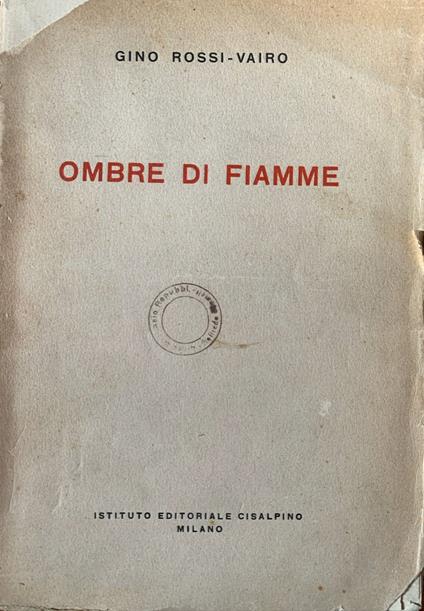 GINO ROSSI-VAIRO
OMBRE DI FIAMME
ISTITUTO EDITORIALE CISALPINO
MILANO